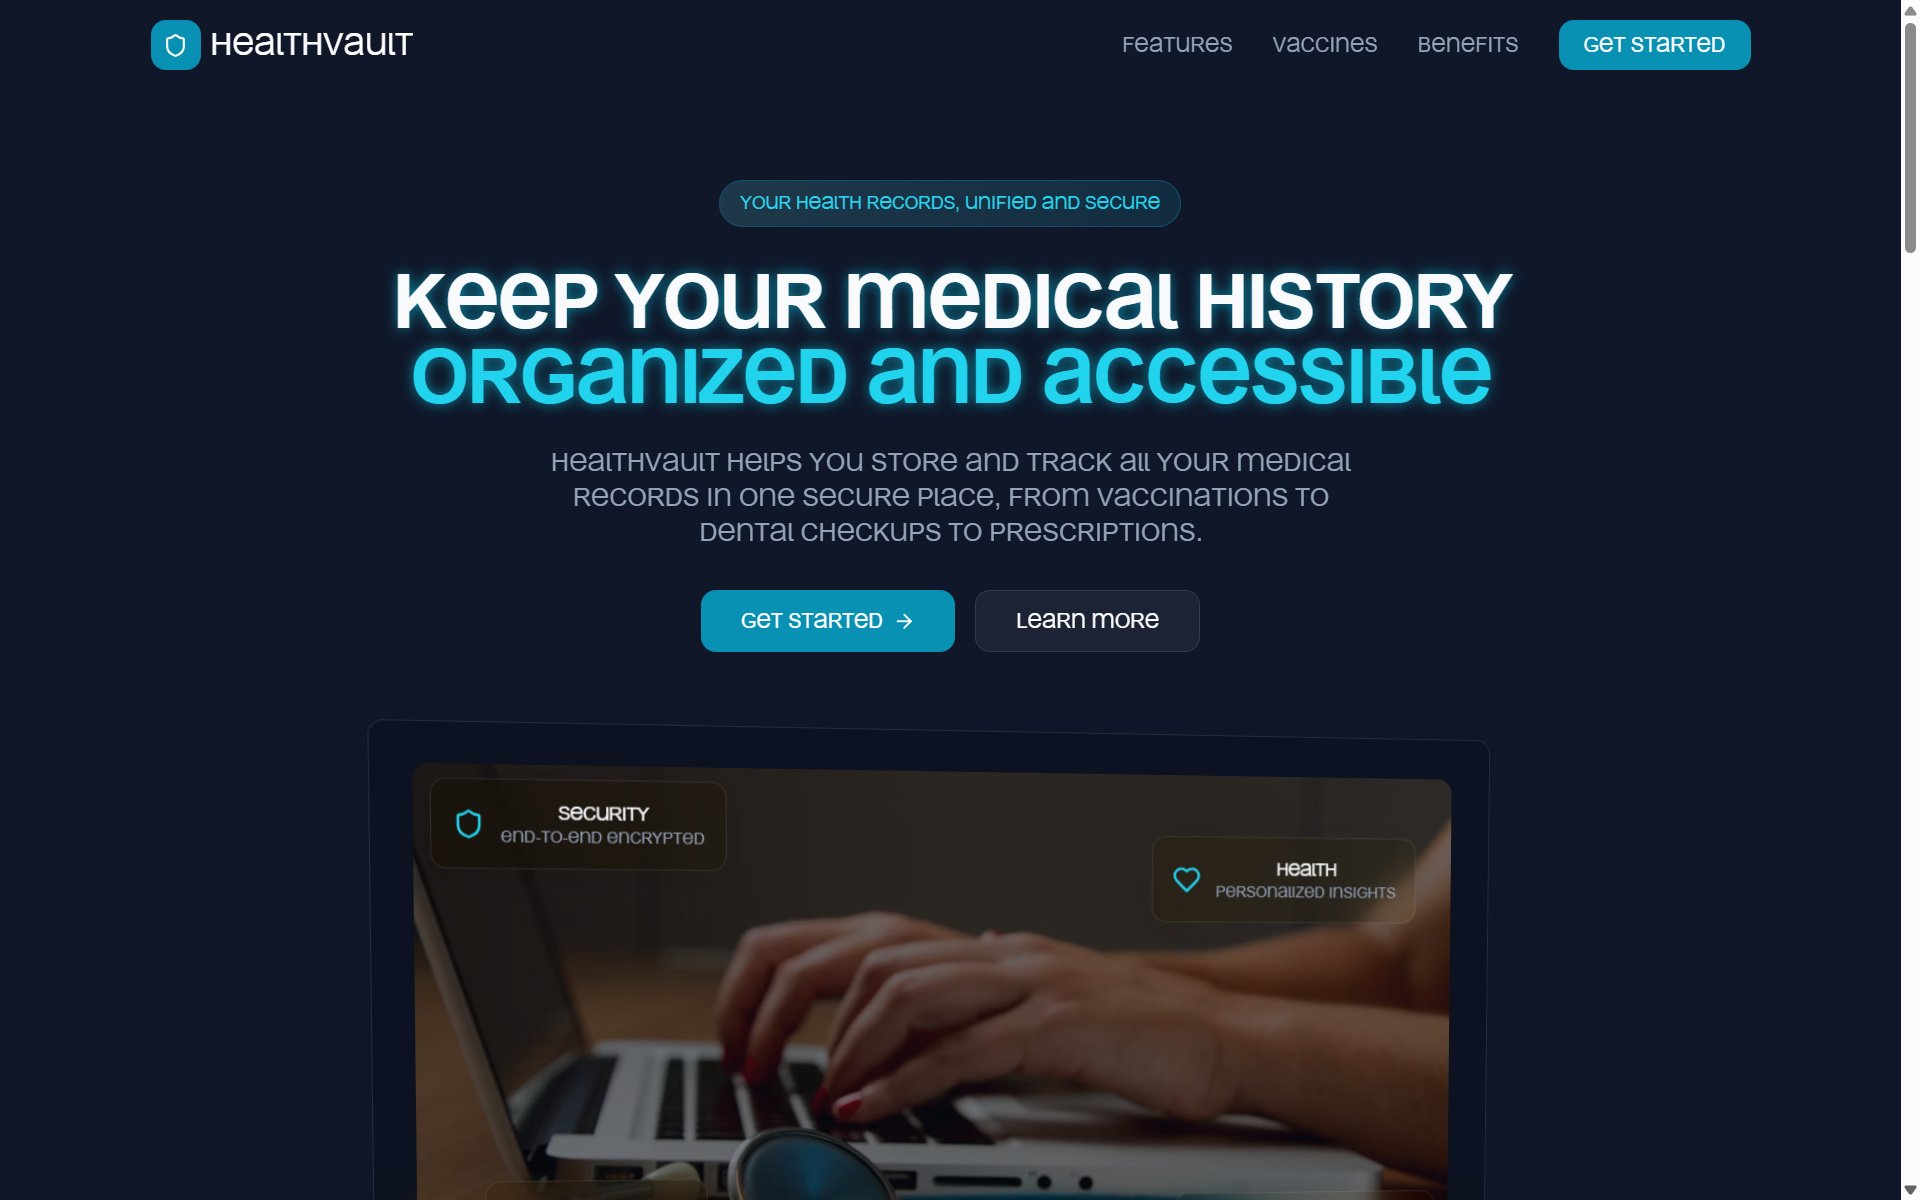 HealthVault
Features
Vaccines
Benefits
Get Started
Your health records, unified and secure
Keep Your Medical History
Organized and Accessible
HealthVault helps you store and track all your medical
records in one secure place, from vaccinations to
dental checkups to prescriptions.
Get Started
Learn More
Security
End-to-end encrypted
Health
Personalized insights